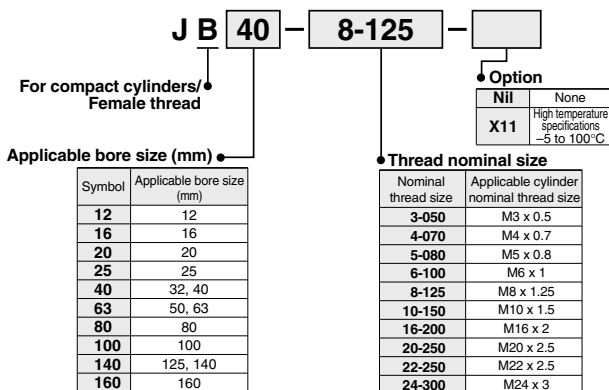 J B 40 – 8-125 –
For compact cylinders/
Female thread
Option
Nil None
X11 High temperature
specifications
–5 to 100°C
Applicable bore size (mm)
Symbol Applicable bore size
(mm)
12 12
16 16
20 20
25 25
40 32, 40
63 50, 63
80 80
100 100
140 125, 140
160 160
Thread nominal size
Nominal
thread size Applicable cylinder
nominal thread size
3-050 M3 x 0.5
4-070 M4 x 0.7
5-080 M5 x 0.8
6-100 M6 x 1
8-125 M8 x 1.25
10-150 M10 x 1.5
16-200 M16 x 2
20-250 M20 x 2.5
22-250 M22 x 2.5
24-300 M24 x 3